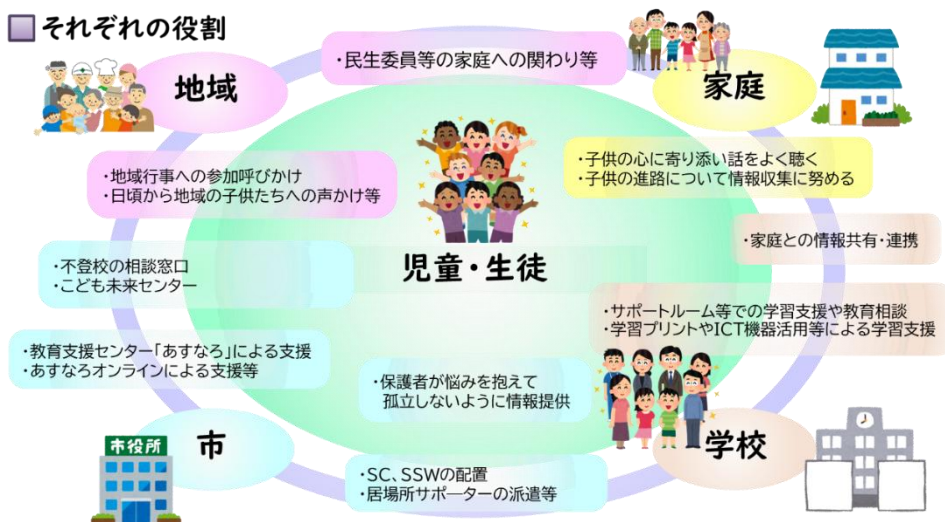 それぞれの役割
地域
・民生委員等の家庭への関わり等
家庭
・地域行事への参加呼びかけ
・日頃から地域の子供たちへの声かけ等
・子供の心に寄り添い話をよく聴く
・子供の進路について情報収集に努める
・家庭との情報共有・連携
・不登校の相談窓口
・こども未来センター
児童・生徒
・サポートルーム等での学習支援や教育相談
・学習プリントやICT機器活用等による学習支援
・教育支援センター「あすなろ」による支援
・あすなろオンラインによる支援等
・保護者が悩みを抱えて
孤立しないように情報提供
市役所
市
学校
・SC、SSWの配置
・居場所サポーターの派遣等